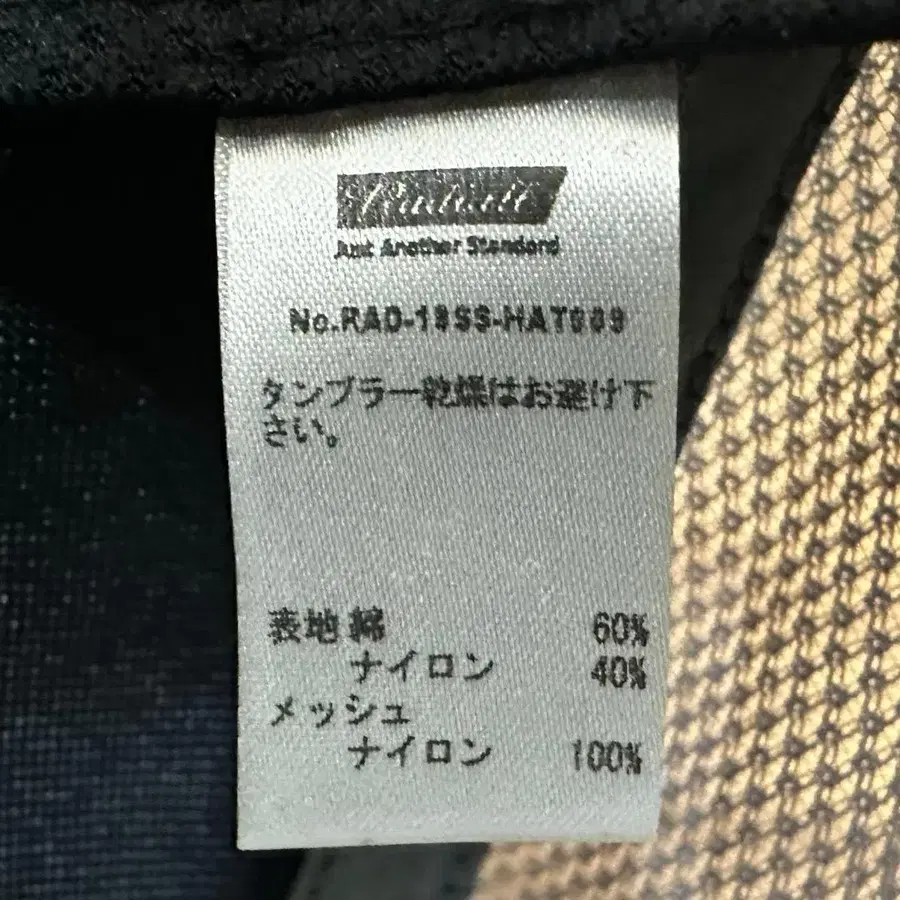 Radiall
Just Another Standard
No.RAD-18SS-HAT009
タンブラー乾燥はお避け下
さい。
表地 綿 60%
ナイロン 40%
メッシュ
ナイロン 100%